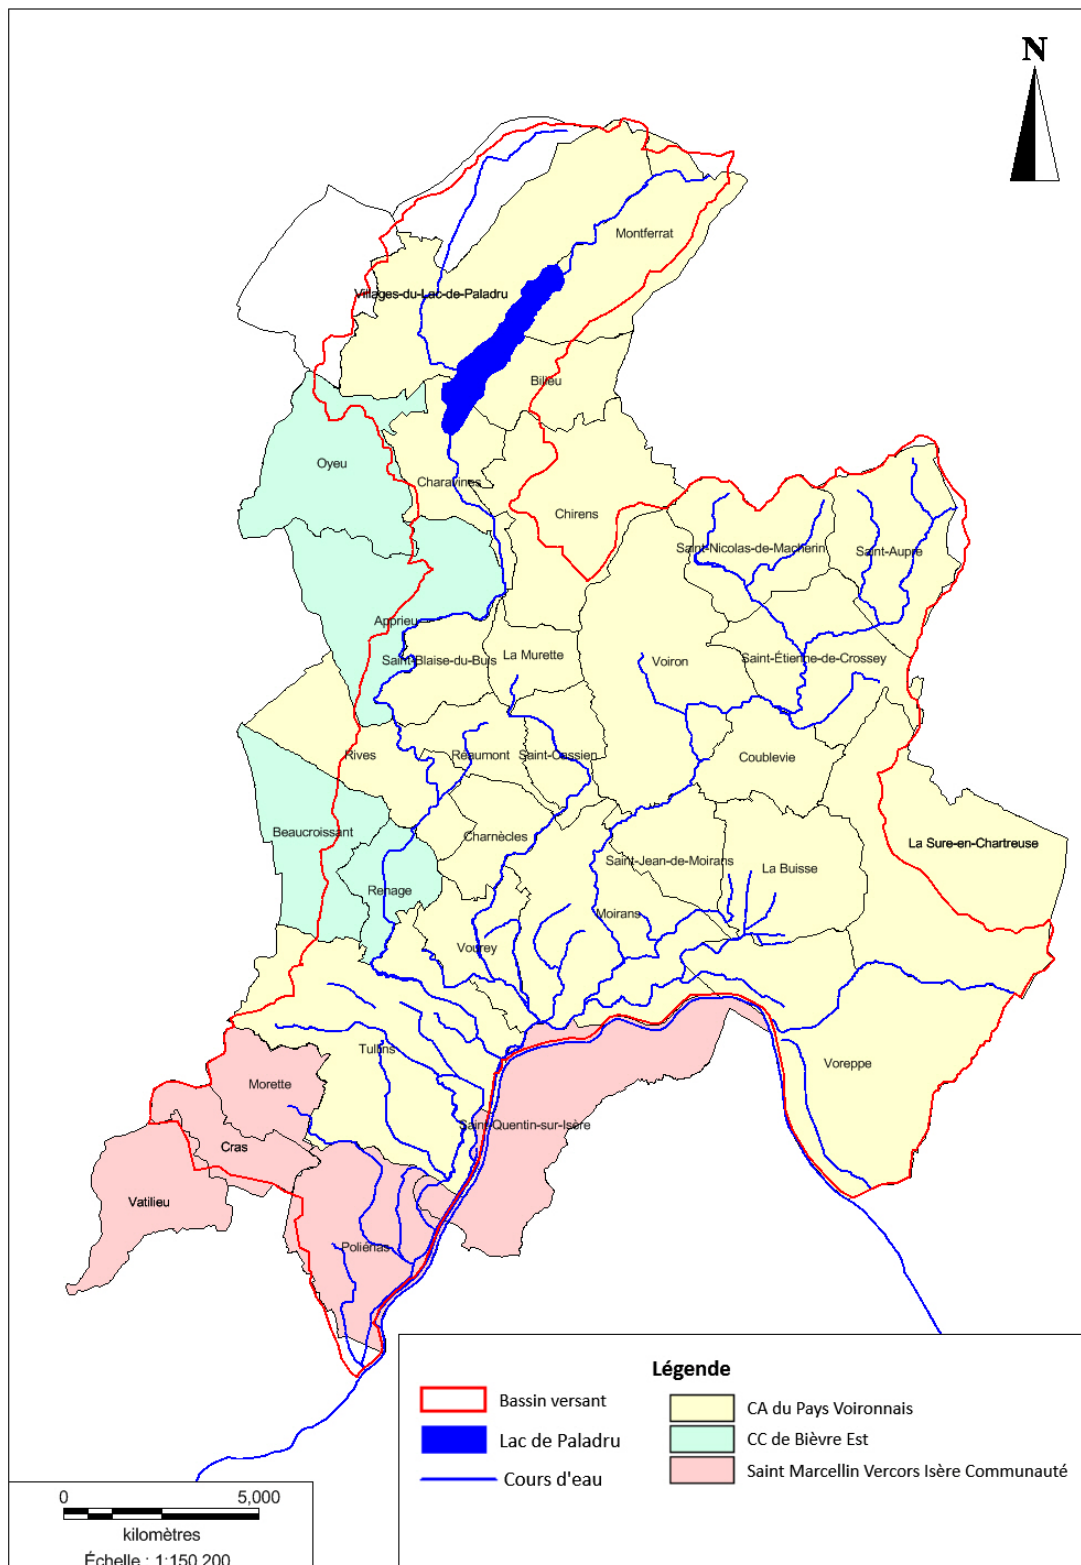 N
Montferrat
Villages-du-Lac-de-Paladru
Bilieu
Oyeu
Charavines
Chirens
Saint-Nicolas-de-Macherin
Saint-Aupre
Apprieu
Saint-Blaise-du-Buis
La Murette
Voiron
Saint-Étienne-de-Crossey
Rives
Réaumont
Saint-Cassien
Coublevie
Beaucroissant
Charnècles
La Sure-en-Chartreuse
Saint-Jean-de-Moirans
La Buisse
Renage
Moirans
Vourey
Tullins
Voreppe
Morette
Saint-Quentin-sur-Isère
Cras
Vatilieu
Poliénas
Légende
Bassin versant
Lac de Paladru
Cours d'eau
CA du Pays Voironnais
CC de Bièvre Est
Saint Marcellin Vercors Isère Communauté
0 5,000
kilomètres
Échelle : 1:150 200